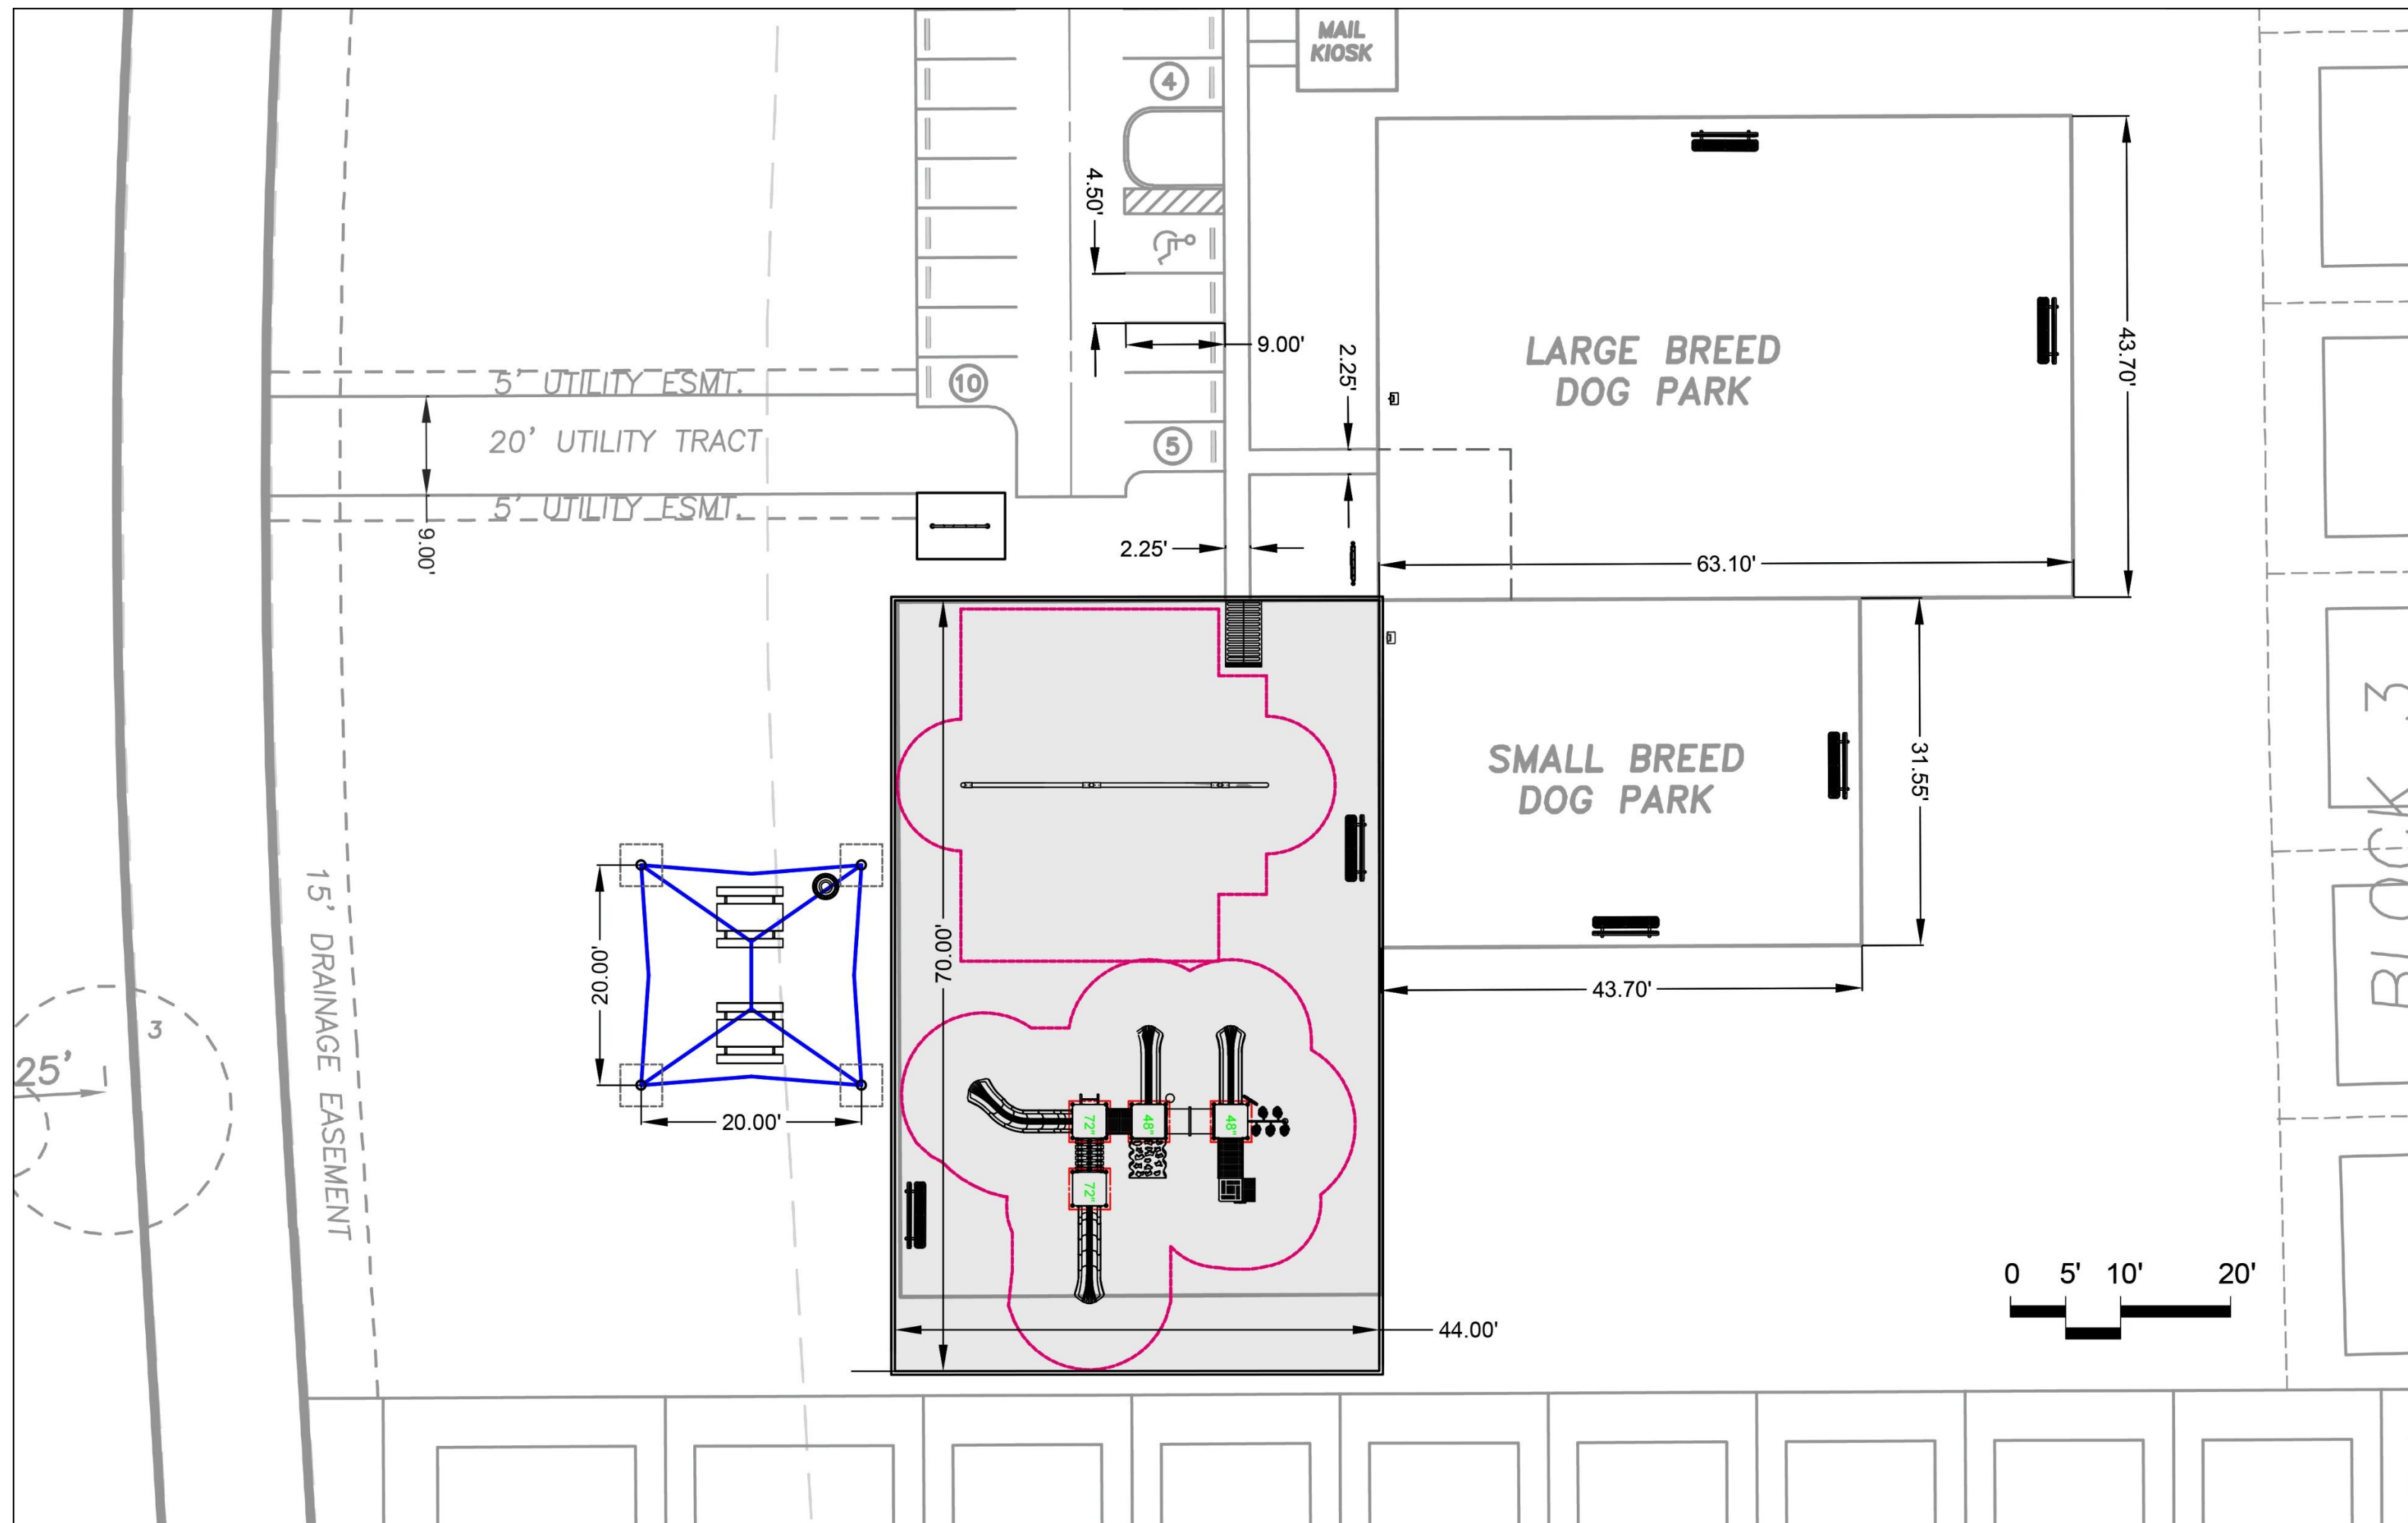 MAIL
KIOSK
4
4.50'
9.00'
2.25'
LARGE BREED
DOG PARK
43.70'
5' UTILITY ESMT.
10
20' UTILITY TRACT
5
5' UTILITY ESMT.
9.00'
2.25'
63.10'
SMALL BREED
DOG PARK
31.55'
BLOCK 3
15' DRAINAGE EASEMENT
20.00'
70.00'
43.70'
3
25'
20.00'
72"
48"
48"
72"
0 5' 10' 20'
44.00'